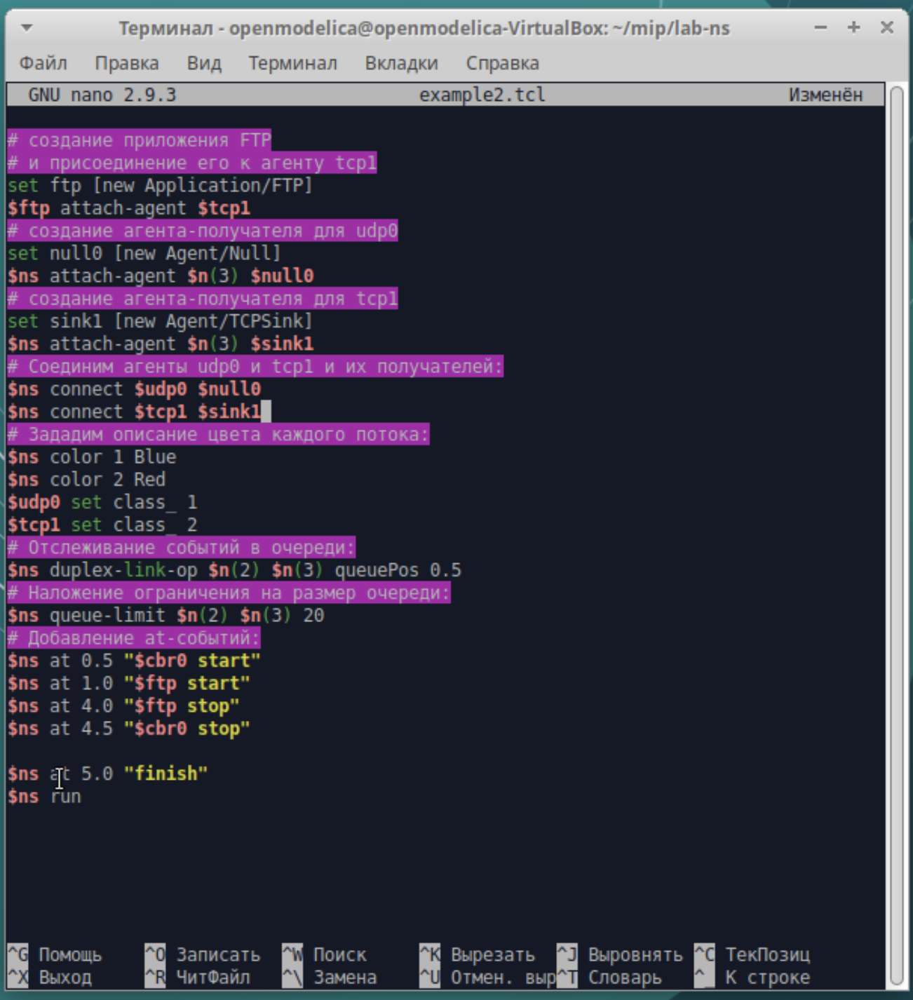 Терминал - openmodelica@openmodelica-VirtualBox: ~/mip/lab-ns
Файл Правка Вид Терминал Вкладки Справка
GNU nano 2.9.3 example2.tcl Изменён
# создание приложения FTP
# и присоединение его к агенту tcp1
set ftp [new Application/FTP]
$ftp attach-agent $tcp1
# создание агента-получателя для udp0
set null0 [new Agent/Null]
$ns attach-agent $n(3) $null0
# создание агента-получателя для tcp1
set sink1 [new Agent/TCPSink]
$ns attach-agent $n(3) $sink1
# Соединим агенты udp0 и tcp1 и их получателей:
$ns connect $udp0 $null0
$ns connect $tcp1 $sink1
# Зададим описание цвета каждого потока:
$ns color 1 Blue
$ns color 2 Red
$udp0 set class_ 1
$tcp1 set class_ 2
# Отслеживание событий в очереди:
$ns duplex-link-op $n(2) $n(3) queuePos 0.5
# Наложение ограничения на размер очереди:
$ns queue-limit $n(2) $n(3) 20
# Добавление at-событий:
$ns at 0.5 "$cbr0 start"
$ns at 1.0 "$ftp start"
$ns at 4.0 "$ftp stop"
$ns at 4.5 "$cbr0 stop"
$ns at 5.0 "finish"
$ns run
^G Помощь ^O Записать ^W Поиск ^K Вырезать ^J Выровнять ^C ТекПозиц
^X Выход ^R ЧитФайл ^\ Замена ^U Отмен. выр^T Словарь ^_ К строке